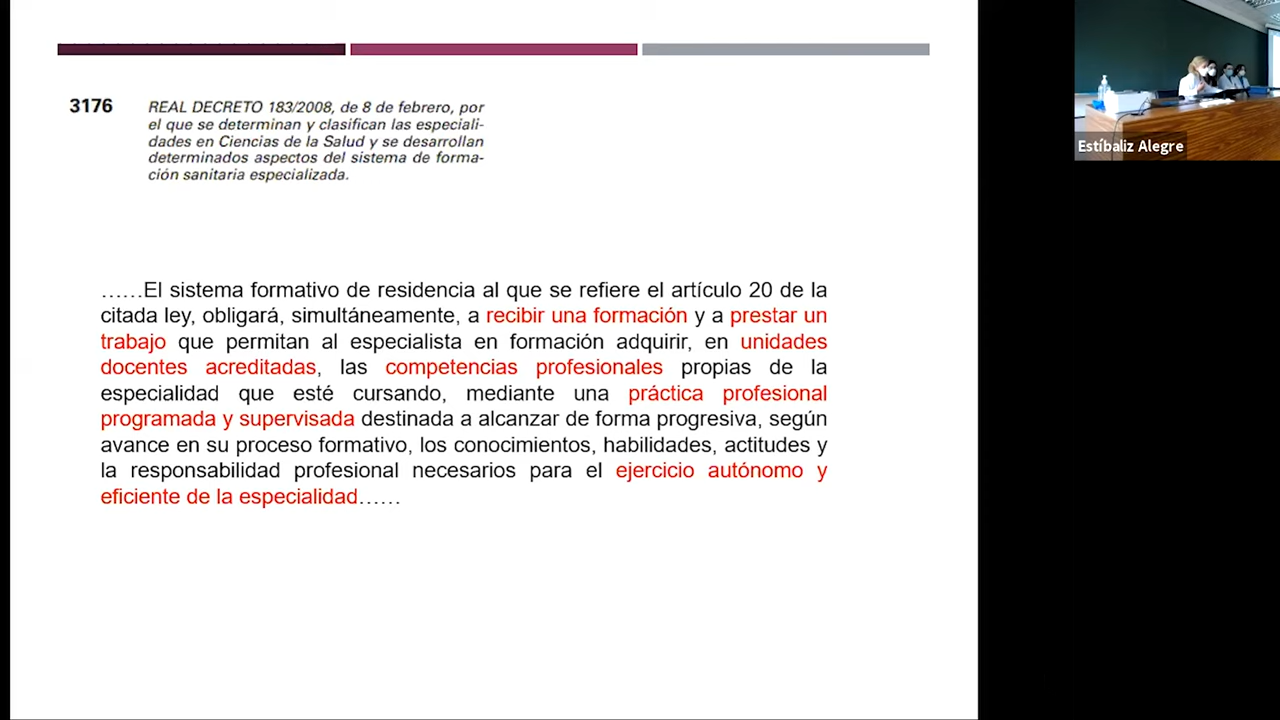 3176
REAL DECRETO 183/2008, de 8 de febrero, por
el que se determinan y clasifican las especiali-
dades en Ciencias de la Salud y se desarrollan
determinados aspectos del sistema de forma-
ción sanitaria especializada.
Estíbaliz Alegre
......El sistema formativo de residencia al que se refiere el artículo 20 de la
citada ley, obligará, simultáneamente, a recibir una formación y a prestar un
trabajo que permitan al especialista en formación adquirir, en unidades
docentes acreditadas, las competencias profesionales propias de la
especialidad que esté cursando, mediante una práctica profesional
programada y supervisada destinada a alcanzar de forma progresiva, según
avance en su proceso formativo, los conocimientos, habilidades, actitudes y
la responsabilidad profesional necesarios para el ejercicio autónomo y
eficiente de la especialidad......